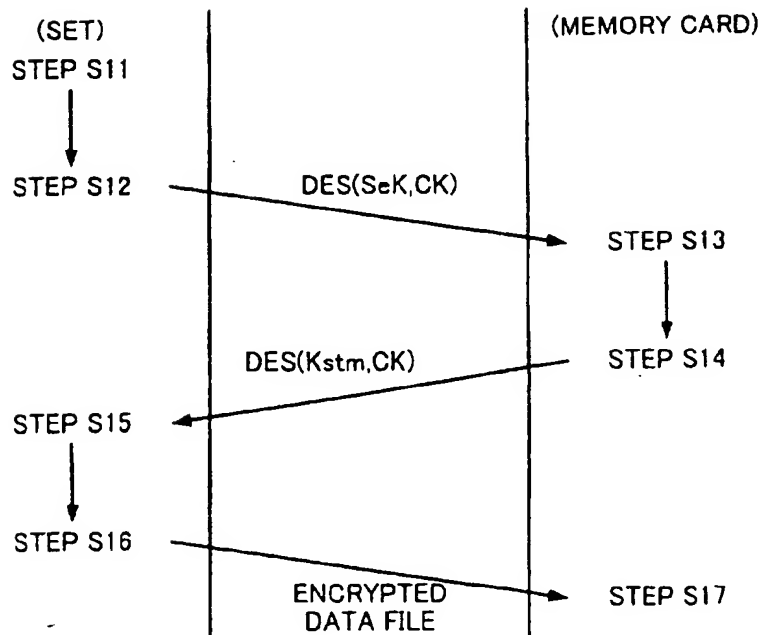 (SET)
(MEMORY CARD)
STEP S11
STEP S12
DES(SeK,CK)
STEP S13
DES(Kstm,CK)
STEP S14
STEP S15
STEP S16
ENCRYPTED
DATA FILE
STEP S17